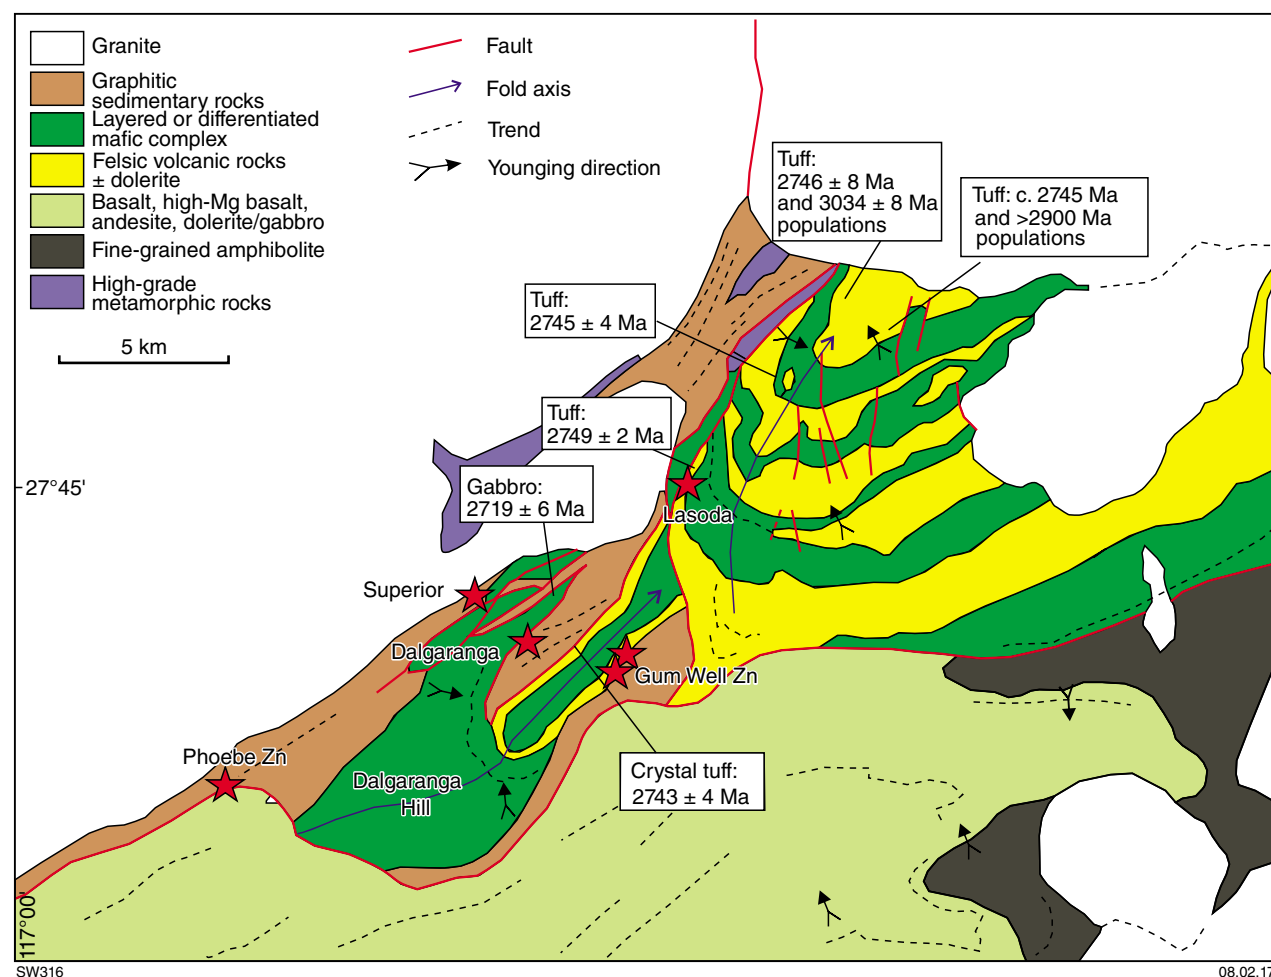 Granite
Graphitic
sedimentary rocks
Layered or differentiated
mafic complex
Felsic volcanic rocks
± dolerite
Basalt, high-Mg basalt,
andesite, dolerite/gabbro
Fine-grained amphibolite
High-grade
metamorphic rocks
5 km
Fault
Fold axis
Trend
Younging direction
Tuff:
2746 ± 8 Ma
and 3034 ± 8 Ma
populations
Tuff: c. 2745 Ma
and >2900 Ma
populations
Tuff:
2745 ± 4 Ma
Tuff:
2749 ± 2 Ma
Gabbro:
2719 ± 6 Ma
27°45'
Lasoda
Superior
Dalgaranga
Gum Well Zn
Phoebe Zn
Dalgaranga
Hill
Crystal tuff:
2743 ± 4 Ma
117°00'
SW316
08.02.17